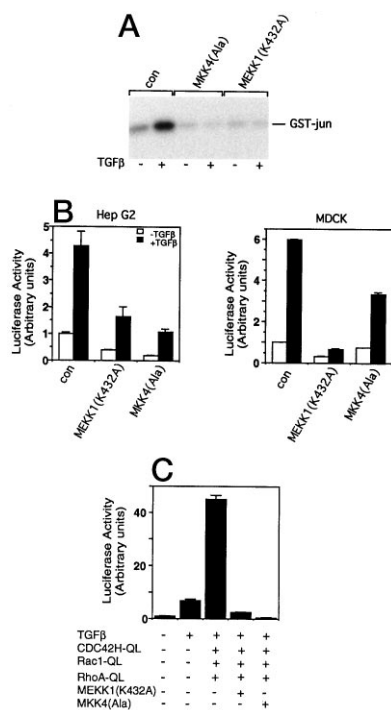 A
con
MKK4(Ala)
MEKK1(K432A)
GST-jun
TGFβ - + - + - +
B
Hep G2
-TGFβ
+TGFβ
Luciferase Activity
(Arbitrary units)
5
4
3
2
1
0
con
MEKK1(K432A)
MKK4(Ala)
MDCK
Luciferase Activity
(Arbitrary units)
6
4
2
0
con
MEKK1(K432A)
MKK4(Ala)
C
Luciferase Activity
(Arbitrary units)
40
20
0
TGFβ - + + + +
CDC42H-QL - - + + +
Rac1-QL - - + + +
RhoA-QL - - + + +
MEKK1(K432A) - - - + -
MKK4(Ala) - - - - +